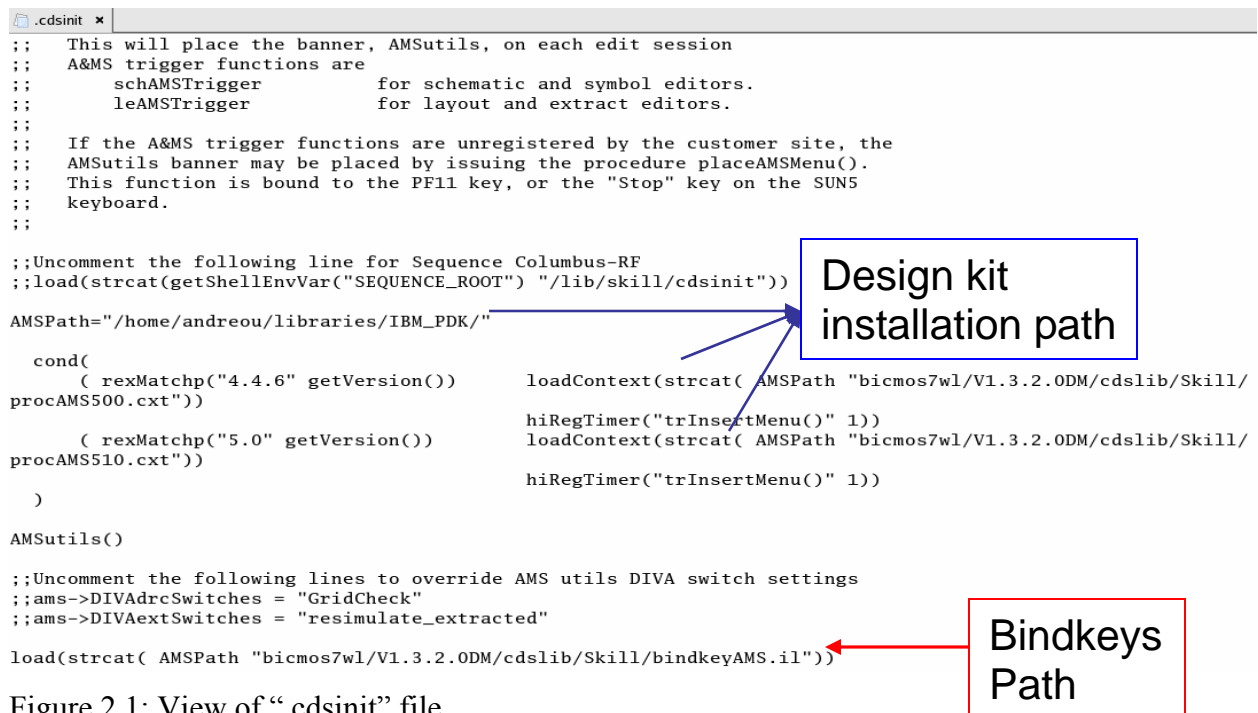 .cdsinit ×
;;   This will place the banner, AMSutils, on each edit session
;;   A&MS trigger functions are
;;       schAMSTrigger            for schematic and symbol editors.
;;       leAMSTrigger             for layout and extract editors.
;;
;;   If the A&MS trigger functions are unregistered by the customer site, the
;;   AMSutils banner may be placed by issuing the procedure placeAMSMenu().
;;   This function is bound to the PF11 key, or the "Stop" key on the SUN5
;;   keyboard.
;;
;;Uncomment the following line for Sequence Columbus-RF
;;load(strcat(getShellEnvVar("SEQUENCE_ROOT") "/lib/skill/cdsinit"))
Design kit
installation path
AMSPath="/home/andreou/libraries/IBM_PDK/"
cond(
( rexMatchp("4.4.6" getVersion())       loadContext(strcat( AMSPath "bicmos7wl/V1.3.2.0DM/cdslib/Skill/
procAMS500.cxt"))
hiRegTimer("trInsertMenu()" 1))
( rexMatchp("5.0" getVersion())         loadContext(strcat( AMSPath "bicmos7wl/V1.3.2.0DM/cdslib/Skill/
procAMS510.cxt"))
hiRegTimer("trInsertMenu()" 1))
)
AMSutils()
;;Uncomment the following lines to override AMS utils DIVA switch settings
;;ams->DIVAdrcSwitches = "GridCheck"
;;ams->DIVAextSwitches = "resimulate_extracted"
load(strcat( AMSPath "bicmos7wl/V1.3.2.0DM/cdslib/Skill/bindkeyAMS.il"))
Bindkeys
Path
Figure 2.1: View of “.cdsinit” file